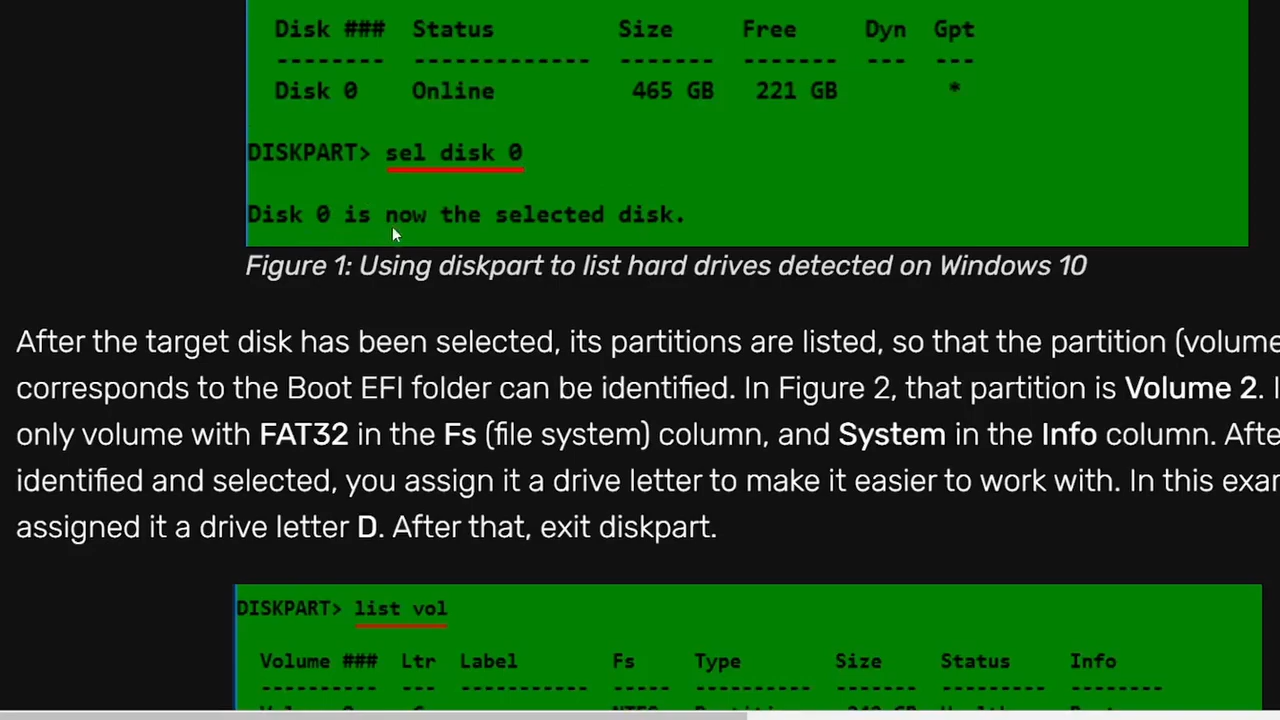 Disk ### Status Size Free Dyn Gpt
-------- ------------- ------- ------- --- ---
Disk 0 Online 465 GB 221 GB *
DISKPART> sel disk 0
Disk 0 is now the selected disk.
Figure 1: Using diskpart to list hard drives detected on Windows 10
After the target disk has been selected, its partitions are listed, so that the partition (volume
corresponds to the Boot EFI folder can be identified. In Figure 2, that partition is Volume 2. I
only volume with FAT32 in the Fs (file system) column, and System in the Info column. Afte
identified and selected, you assign it a drive letter to make it easier to work with. In this exar
assigned it a drive letter D. After that, exit diskpart.
DISKPART> list vol
Volume ### Ltr Label Fs Type Size Status Info
---------- --- ----------- ----- ---------- ------- --------- --------